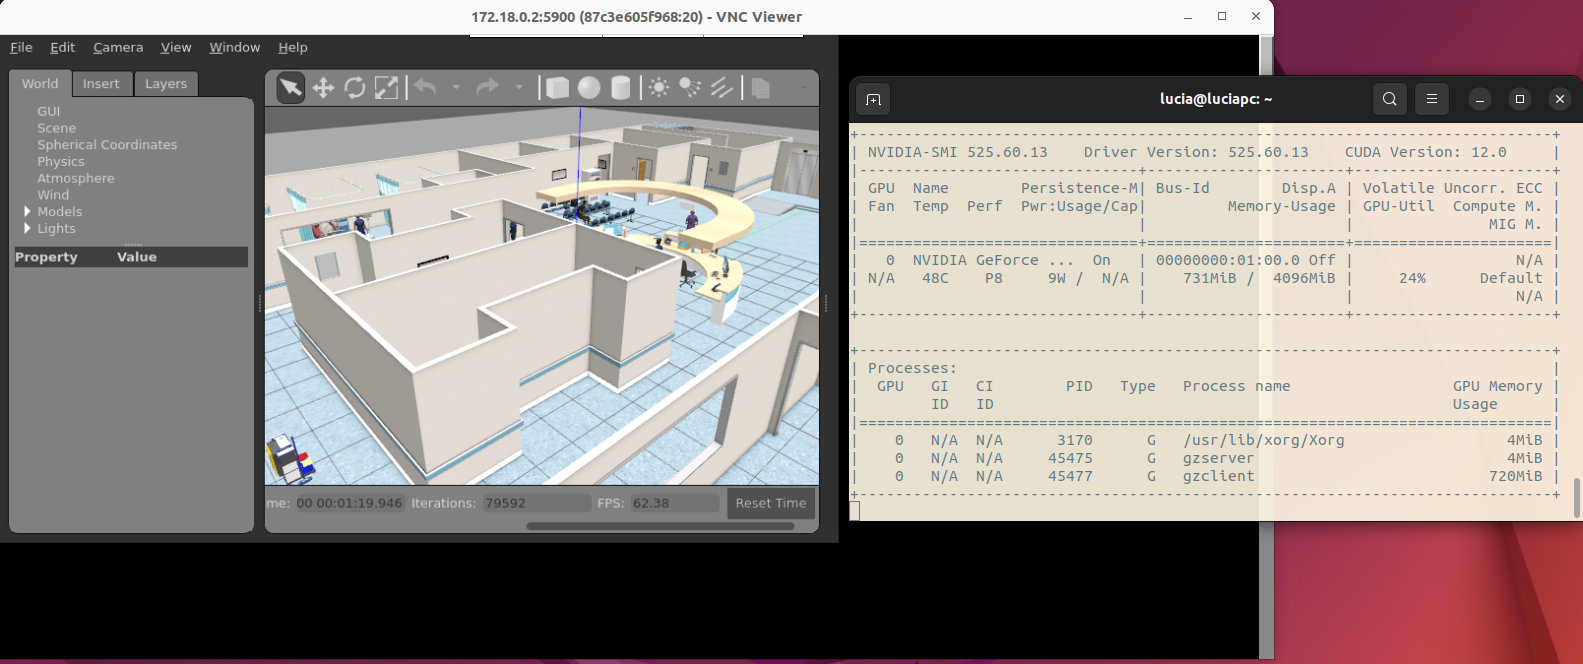 172.18.0.2:5900 (87c3e605f968:20) - VNC Viewer
File Edit Camera View Window Help
World Insert Layers
GUI
Scene
Spherical Coordinates
Physics
Atmosphere
Wind
Models
Lights
Property Value
me: 00 00:01:19.946 Iterations: 79592 FPS: 62.38 Reset Time
lucia@luciapc: ~
NVIDIA-SMI 525.60.13 Driver Version: 525.60.13 CUDA Version: 12.0
GPU Name Persistence-M| Bus-Id Disp.A | Volatile Uncorr. ECC |
Fan Temp Perf Pwr:Usage/Cap| Memory-Usage | GPU-Util Compute M. |
| | MIG M. |
0 NVIDIA GeForce ... On | 00000000:01:00.0 Off | N/A |
N/A 48C P8 9W / N/A | 731MiB / 4096MiB | 24% Default |
| | N/A |
Processes:
GPU GI CI PID Type Process name GPU Memory |
ID ID Usage |
0 N/A N/A 3170 G /usr/lib/xorg/Xorg 4MiB |
0 N/A N/A 45475 G gzserver 4MiB |
0 N/A N/A 45477 G gzclient 720MiB |